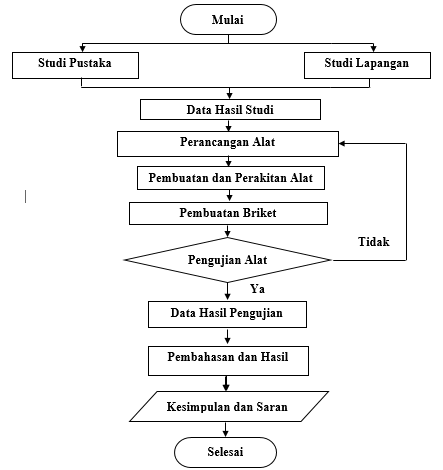 Mulai
Studi Pustaka
Studi Lapangan
Data Hasil Studi
Perancangan Alat
Pembuatan dan Perakitan Alat
Pembuatan Briket
Pengujian Alat
Tidak
Ya
Data Hasil Pengujian
Pembahasan dan Hasil
Kesimpulan dan Saran
Selesai